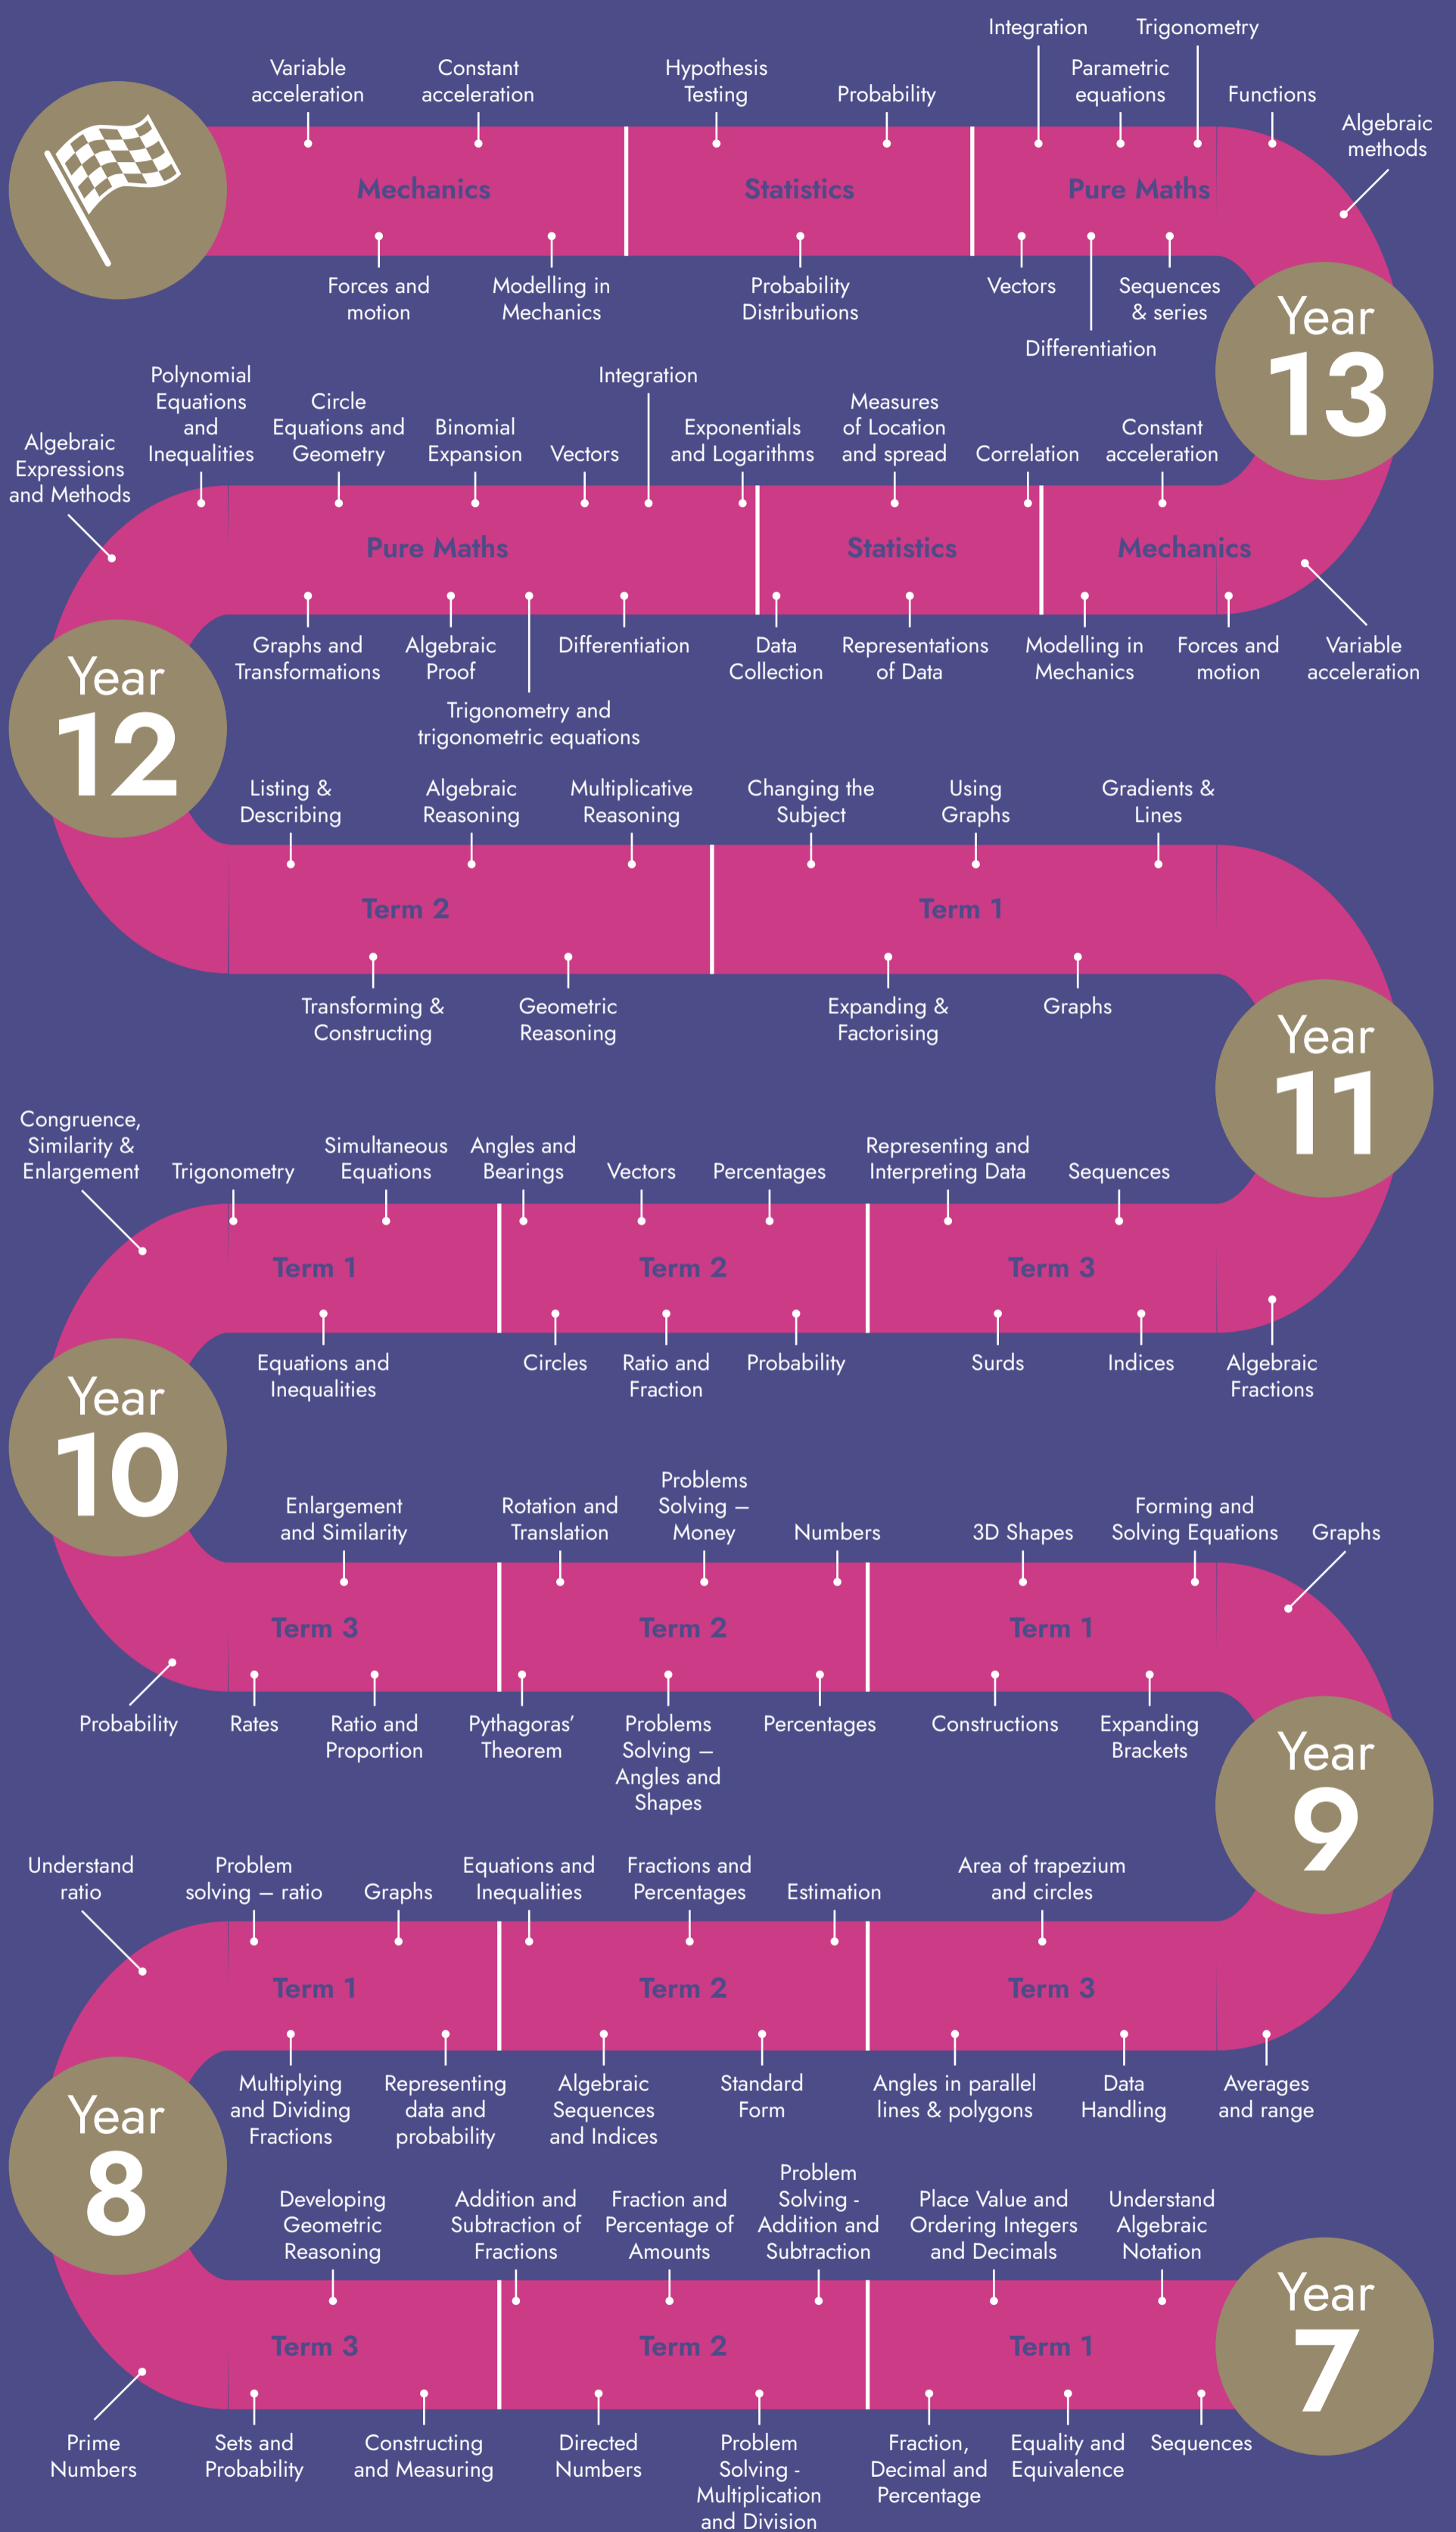 Integration
Trigonometry
Variable
acceleration
Constant
acceleration
Hypothesis
Testing
Probability
Parametric
equations
Functions
Algebraic
methods
Mechanics
Statistics
Pure Maths
Forces and
motion
Modelling in
Mechanics
Probability
Distributions
Vectors
Sequences
& series
Differentiation
Year
13
Algebraic
Expressions
and Methods
Polynomial
Equations
and
Inequalities
Circle
Equations and
Geometry
Binomial
Expansion
Vectors
Integration
Exponentials
and Logarithms
Measures
of Location
and spread
Correlation
Constant
acceleration
Pure Maths
Statistics
Mechanics
Graphs and
Transformations
Algebraic
Proof
Trigonometry and
trigonometric equations
Differentiation
Data
Collection
Representations
of Data
Modelling in
Mechanics
Forces and
motion
Variable
acceleration
Year
12
Listing &
Describing
Algebraic
Reasoning
Multiplicative
Reasoning
Changing the
Subject
Using
Graphs
Gradients &
Lines
Term 2
Term 1
Transforming &
Constructing
Geometric
Reasoning
Expanding &
Factorising
Graphs
Year
11
Congruence,
Similarity &
Enlargement
Trigonometry
Simultaneous
Equations
Angles and
Bearings
Vectors
Percentages
Representing and
Interpreting Data
Sequences
Term 1
Term 2
Term 3
Equations and
Inequalities
Circles
Ratio and
Fraction
Probability
Surds
Indices
Algebraic
Fractions
Year
10
Enlargement
and Similarity
Rotation and
Translation
Problems
Solving –
Money
Numbers
3D Shapes
Forming and
Solving Equations
Graphs
Term 3
Term 2
Term 1
Probability
Rates
Ratio and
Proportion
Pythagoras’
Theorem
Problems
Solving –
Angles and
Shapes
Percentages
Constructions
Expanding
Brackets
Year
9
Understand
ratio
Problem
solving – ratio
Graphs
Equations and
Inequalities
Fractions and
Percentages
Estimation
Area of trapezium
and circles
Term 1
Term 2
Term 3
Multiplying
and Dividing
Fractions
Representing
data and
probability
Algebraic
Sequences
and Indices
Standard
Form
Angles in parallel
lines & polygons
Data
Handling
Averages
and range
Year
8
Developing
Geometric
Reasoning
Addition and
Subtraction of
Fractions
Fraction and
Percentage of
Amounts
Problem
Solving -
Addition and
Subtraction
Place Value and
Ordering Integers
and Decimals
Understand
Algebraic
Notation
Year
7
Term 3
Term 2
Term 1
Prime
Numbers
Sets and
Probability
Constructing
and Measuring
Directed
Numbers
Problem
Solving -
Multiplication
and Division
Fraction,
Decimal and
Percentage
Equality and
Equivalence
Sequences